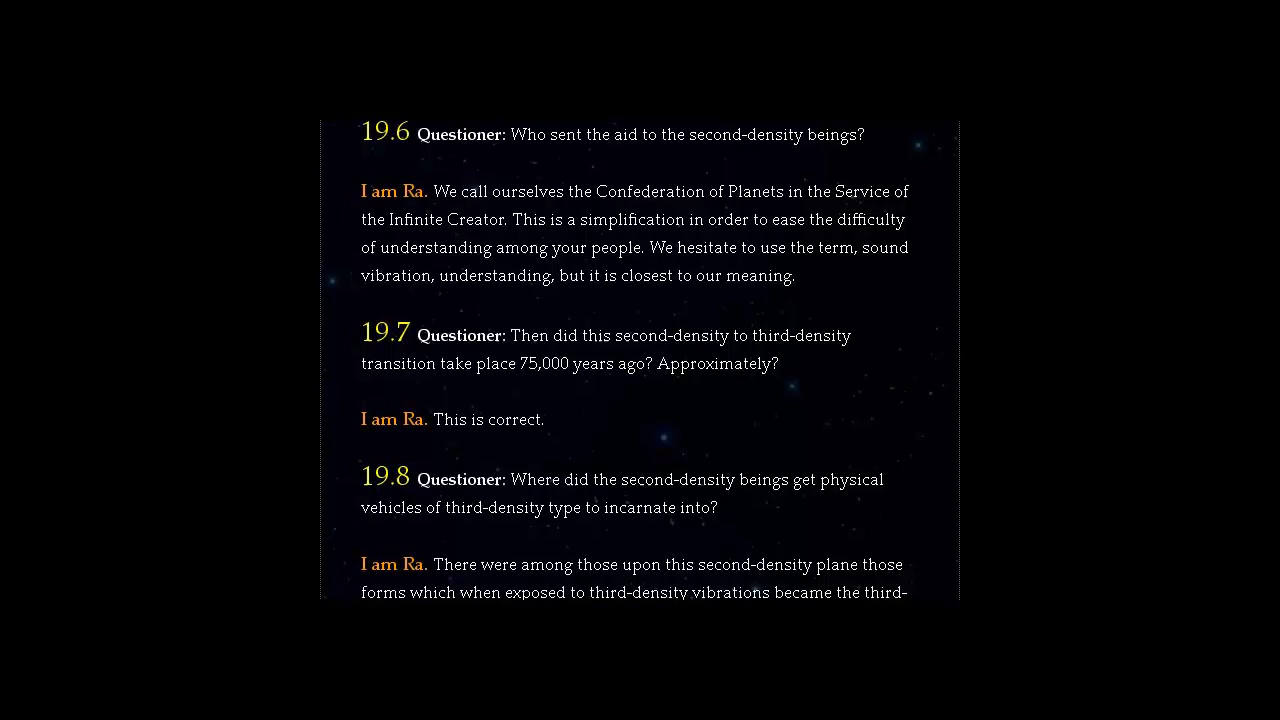 19.6 Questioner: Who sent the aid to the second-density beings?
I am Ra. We call ourselves the Confederation of Planets in the Service of
the Infinite Creator. This is a simplification in order to ease the difficulty
of understanding among your people. We hesitate to use the term, sound
vibration, understanding, but it is closest to our meaning.
19.7 Questioner: Then did this second-density to third-density
transition take place 75,000 years ago? Approximately?
I am Ra. This is correct.
19.8 Questioner: Where did the second-density beings get physical
vehicles of third-density type to incarnate into?
I am Ra. There were among those upon this second-density plane those
forms which when exposed to third-density vibrations became the third-